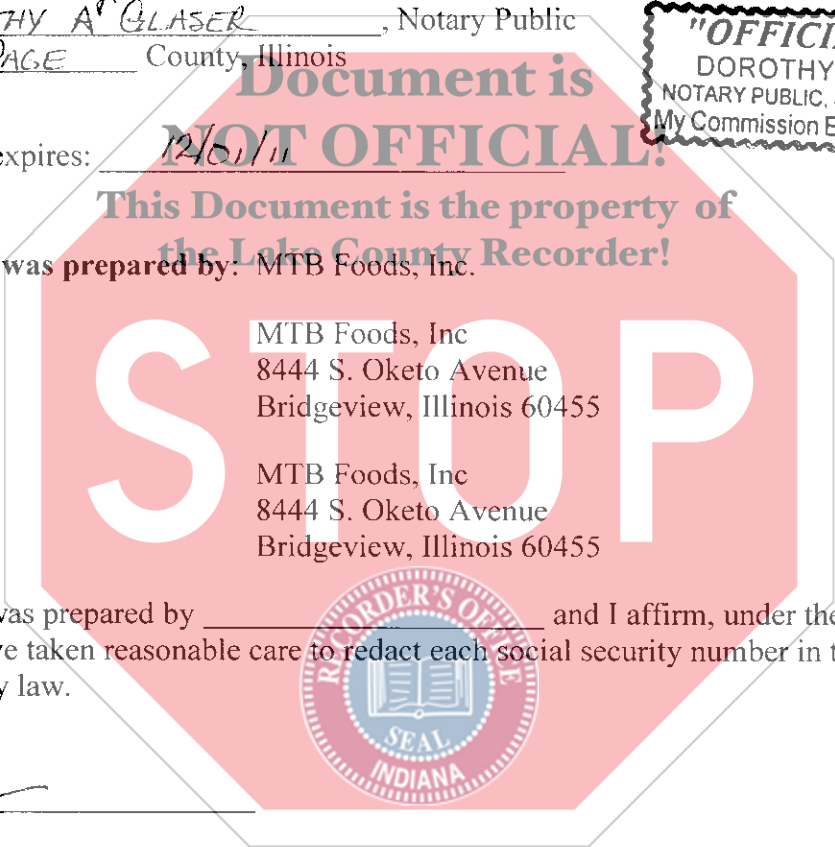 THY A GLASER, Notary Public
PAGE County, Illinois
"OFFICI
DOROTHY
NOTARY PUBLIC,
My Commission E
Document is
NOT OFFICIAL!
expires: 12/01/11
This Document is the property of
the Lake County Recorder!
was prepared by: MTB Foods, Inc.
STOP
MTB Foods, Inc
8444 S. Oketo Avenue
Bridgeview, Illinois 60455
MTB Foods, Inc
8444 S. Oketo Avenue
Bridgeview, Illinois 60455
was prepared by and I affirm, under the
e taken reasonable care to redact each social security number in t
y law.
RECORDER'S OFFICE
SEAL
INDIANA